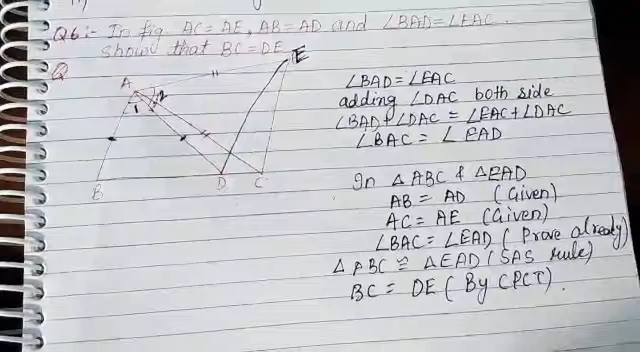 Q6:- In fig AC = AE, AB = AD and ∠BAD = ∠EAC.
show that BC = DE
Q
E
A
1
2
B
D
C
∠BAD = ∠EAC
adding ∠DAC both side
∠BAD + ∠DAC = ∠EAC + ∠DAC
∠BAC = ∠EAD
In △ABC & △EAD
AB = AD (Given)
AC = AE (Given)
∠BAC = ∠EAD (Prove already)
△ABC ≅ △EAD (SAS rule)
BC = DE (By CPCT).